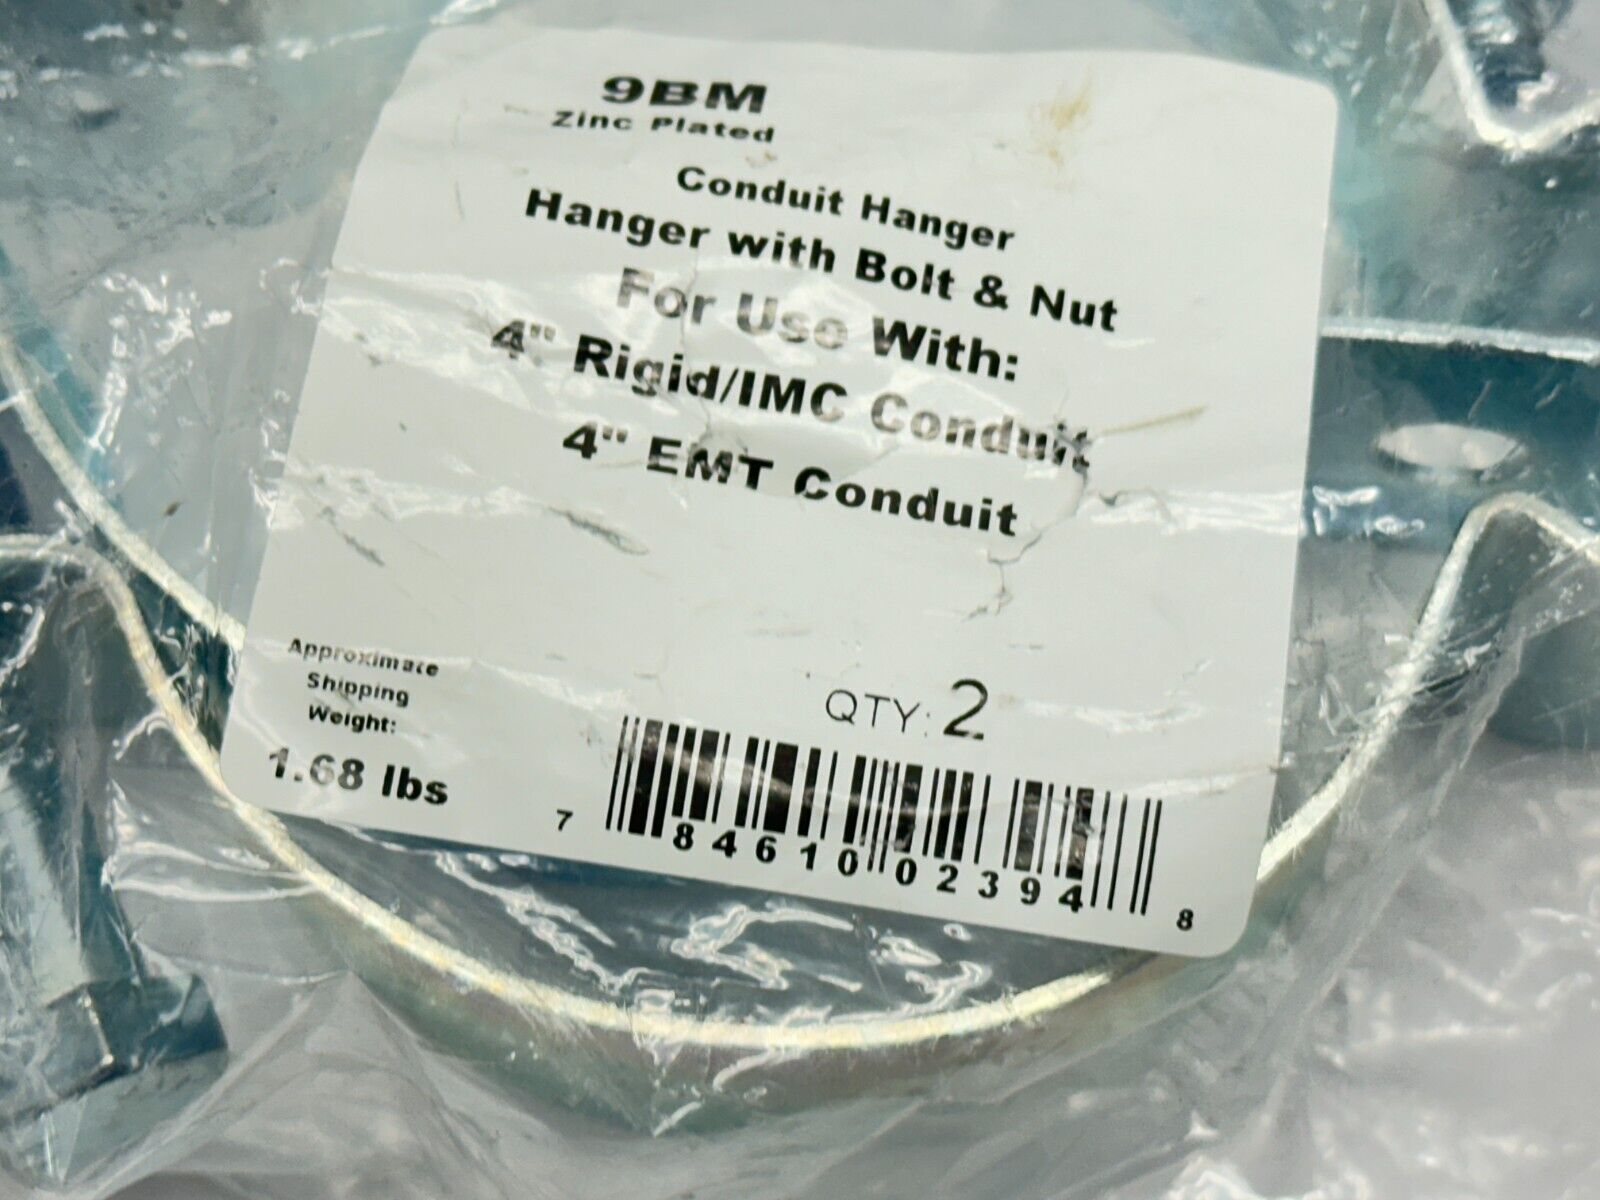 9BM
Zinc Plated
Conduit Hanger
Hanger with Bolt & Nut
For Use With:
4" Rigid/IMC Conduit
4" EMT Conduit
Approximate
Shipping
Weight:
1.68 lbs
QTY: 2
7 84610 02394 8